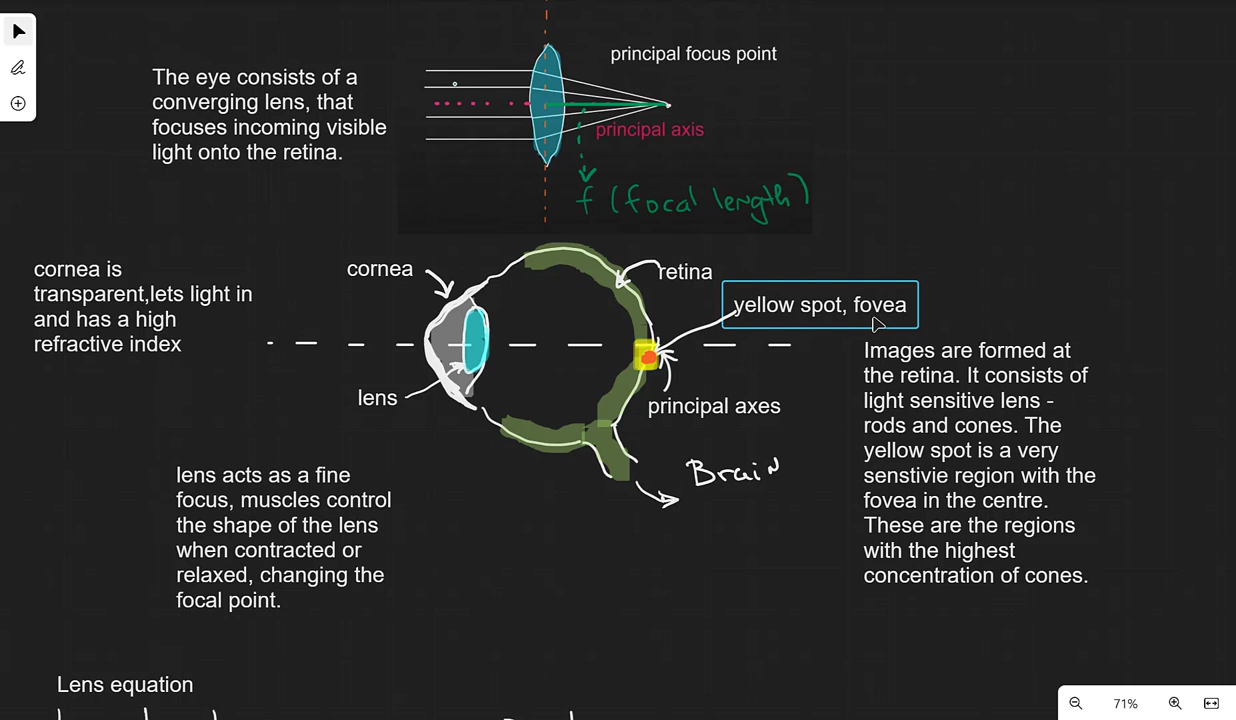 principal focus point
The eye consists of a
converging lens, that
focuses incoming visible
light onto the retina.
principal axis
f (focal length)
cornea
retina
cornea is
transparent,lets light in
and has a high
refractive index
yellow spot, fovea
lens
principal axes
Images are formed at
the retina. It consists of
light sensitive lens -
rods and cones. The
yellow spot is a very
senstivie region with the
fovea in the centre.
These are the regions
with the highest
concentration of cones.
Brain
lens acts as a fine
focus, muscles control
the shape of the lens
when contracted or
relaxed, changing the
focal point.
Lens equation
71%